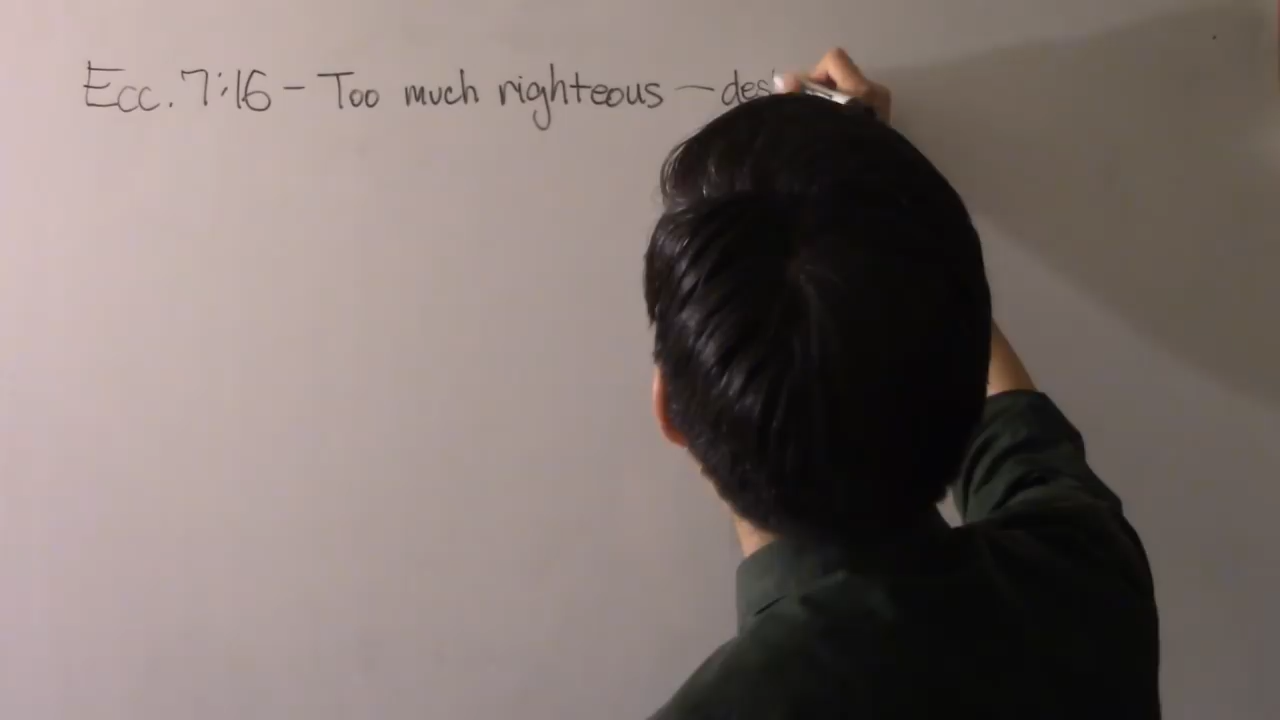 Ecc. 7:16 - Too much righteous — des